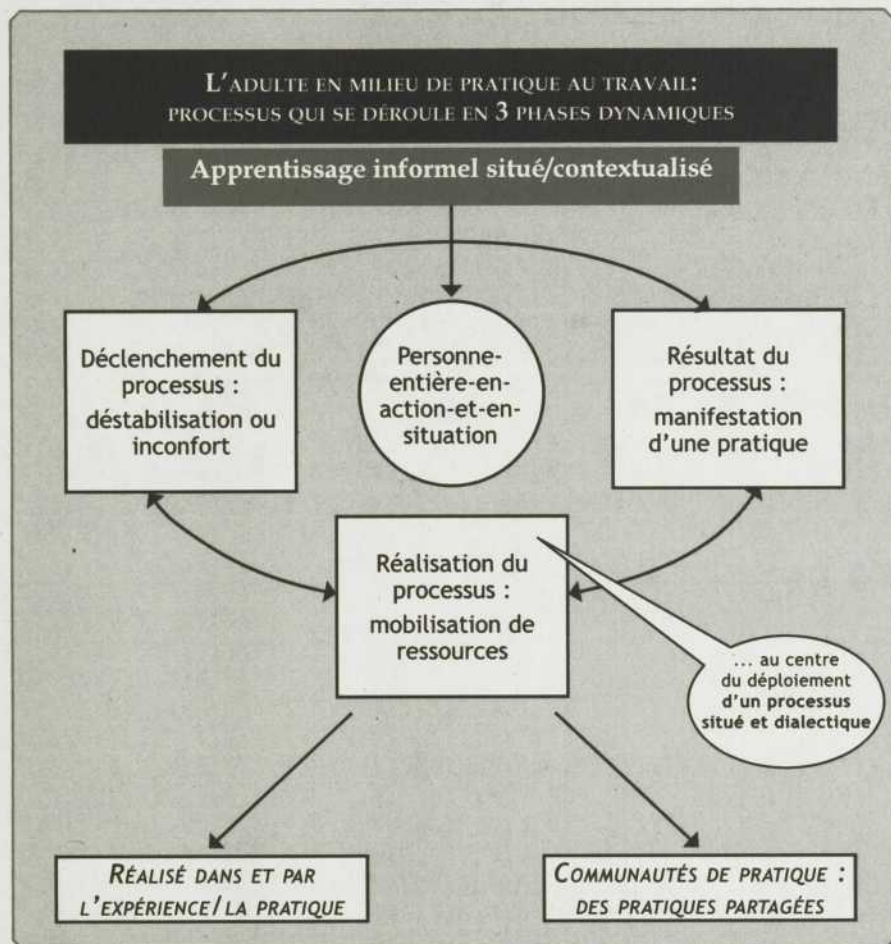 L'ADULTE EN MILIEU DE PRATIQUE AU TRAVAIL:
PROCESSUS QUI SE DÉROULE EN 3 PHASES DYNAMIQUES
Apprentissage informel situé/contextualisé
Déclenchement du
processus :
déstabilisation ou
inconfort
Personne-
entière-en-
action-et-en-
situation
Résultat du
processus :
manifestation
d'une pratique
Réalisation du
processus :
mobilisation de
ressources
... au centre
du déploiement
d'un processus
situé et dialectique
RÉALISÉ DANS ET PAR
L'EXPÉRIENCE/LA PRATIQUE
COMMUNAUTÉS DE PRATIQUE :
DES PRATIQUES PARTAGÉES